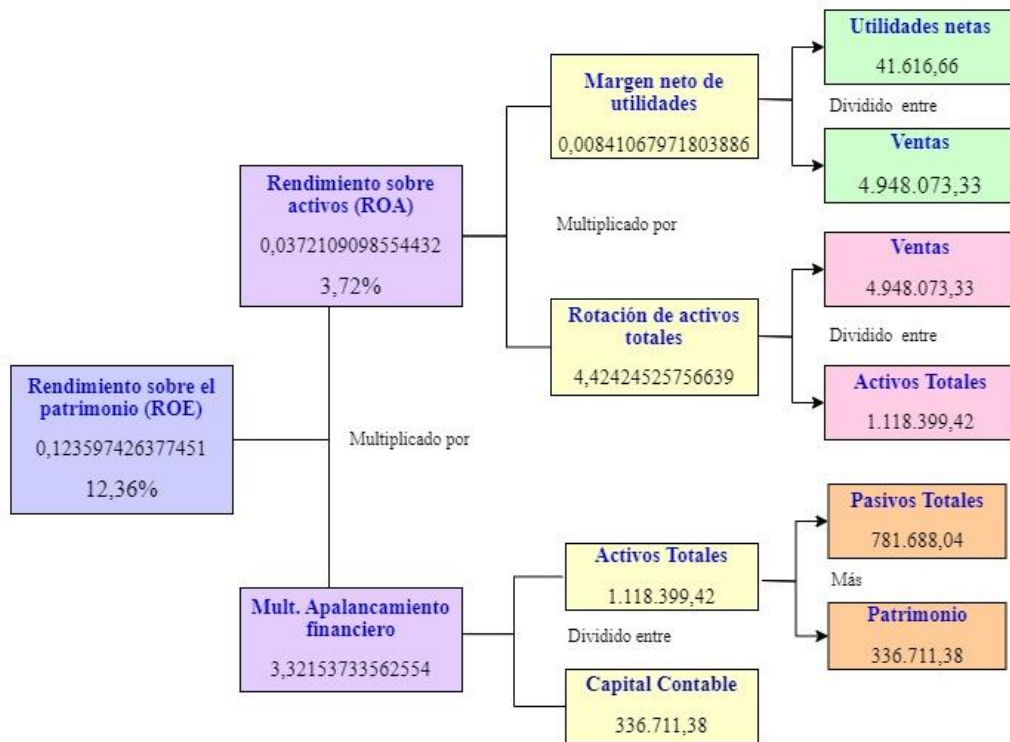 Utilidades netas
41.616,66
Dividido entre
Ventas
4.948.073,33
Margen neto de
utilidades
0,00841067971803886
Multiplicado por
Rendimiento sobre
activos (ROA)
0,0372109098554432
3,72%
Ventas
4.948.073,33
Dividido entre
Activos Totales
1.118.399,42
Rotación de activos
totales
4,42424525756639
Rendimiento sobre el
patrimonio (ROE)
0,123597426377451
12,36%
Multiplicado por
Pasivos Totales
781.688,04
Más
Patrimonio
336.711,38
Activos Totales
1.118.399,42
Dividido entre
Capital Contable
336.711,38
Mult. Apalancamiento
financiero
3,32153733562554